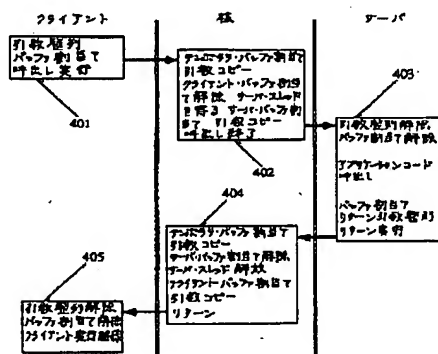 クライアント
核
サーバ
引数整列
バッファ割当て
呼出し実行
401
テンポラリ・バッファ割当て
引数コピー
クライアント・バッファ割当
て解除 サーバ・スレッド
サーバ・バッファ割
当て 引数コピー
呼出し終了
402
403
引数整列解除,
バッファ割当て解除
アプリケーションコード
呼出し
バッファ割当て
リターン引数整列
リターン実行
404
テンポラリ・バッファ割当て
引数コピー
サーバ・バッファ割当て解除,
サーバ・スレッド解放
クライアントバッファ割当て
引数コピー
リターン
405
引数整列解除
バッファ割当て解除
クライアント実行継続